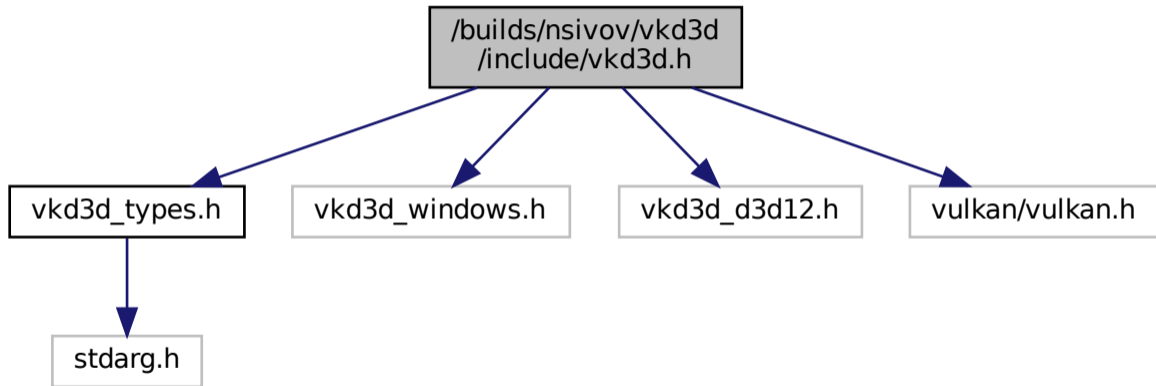 /builds/nsivov/vkd3d
/include/vkd3d.h
vkd3d_types.h
vkd3d_windows.h
vkd3d_d3d12.h
vulkan/vulkan.h
stdarg.h